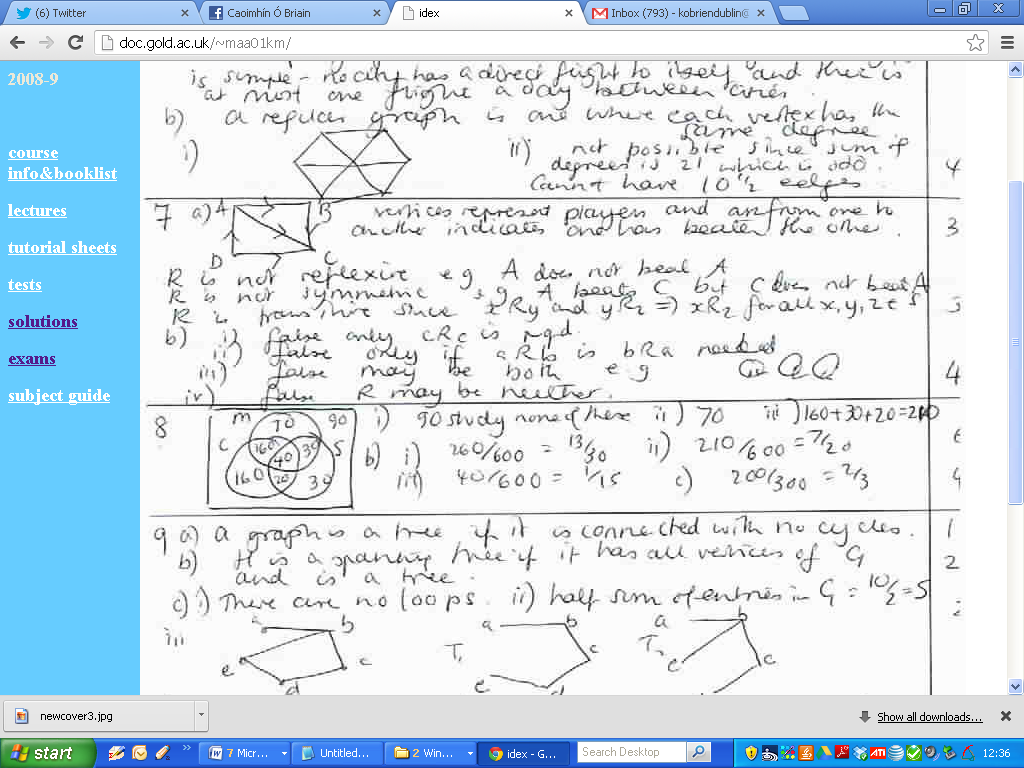 (6) Twitter
Caoimhín Ó Briain
idex
Inbox (793) - kobriendublin@
doc.gold.ac.uk/~maa01km/
2008-9
course
info&booklist
lectures
tutorial sheets
tests
solutions
exams
subject guide
is simple - no city has a direct flight to itself and there is
at most one flight a day between cities.
b) a regular graph is one where each vertex has the
same degree
i)
ii) not possible since sum of
degrees is 21 which is odd.
Cannot have 10 1/2 edges
4
7 a) A B
D C
vertices represent players and arc from one to
another indicates one has beaten the other.
3
R is not reflexive eg A does not beat A
R is not symmetric eg A beats C but C does not beat A
R is transitive since xRy and yRz => xRz for all x, y, z ∈ S
b) i) false only cRc is rqd.
ii) false only if aRb is bRa needed
iii) false may be both e g
iv) false R may be neither.
4
8
M 70 90
C 160 30 S
40
160 20 30
i) 90 study none of these ii) 70 iii) 160+30+20=210
b) i) 260/600 = 13/30 ii) 210/600 = 7/20
iii) 40/600 = 1/15 c) 200/300 = 2/3
9 a) a graph is a tree if it is connected with no cycles.
1
b) H is a spanning tree if it has all vertices of G
and is a tree.
2
c) i) There are no loops. ii) half sum of entries in G = 10/2 = 5
iii
a b
e c
d
T1
a b
c
e d
T2
a b
e c
newcover3.jpg
Show all downloads...
start
7 Micr...
Untitled...
2 Win...
idex - G...
Search Desktop
12:36